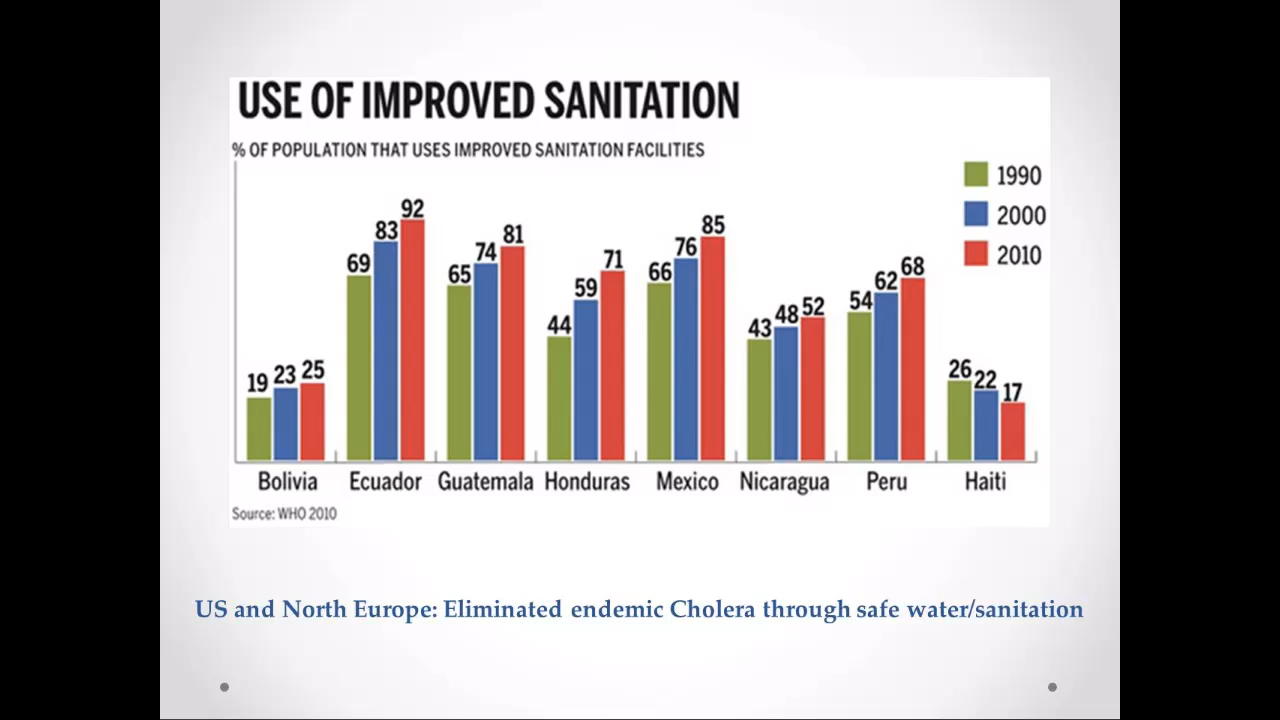 USE OF IMPROVED SANITATION
% OF POPULATION THAT USES IMPROVED SANITATION FACILITIES
1990
2000
2010
19 23 25
69 83 92
65 74 81
44 59 71
66 76 85
43 48 52
54 62 68
26 22 17
Bolivia Ecuador Guatemala Honduras Mexico Nicaragua Peru Haiti
Source: WHO 2010
US and North Europe: Eliminated endemic Cholera through safe water/sanitation